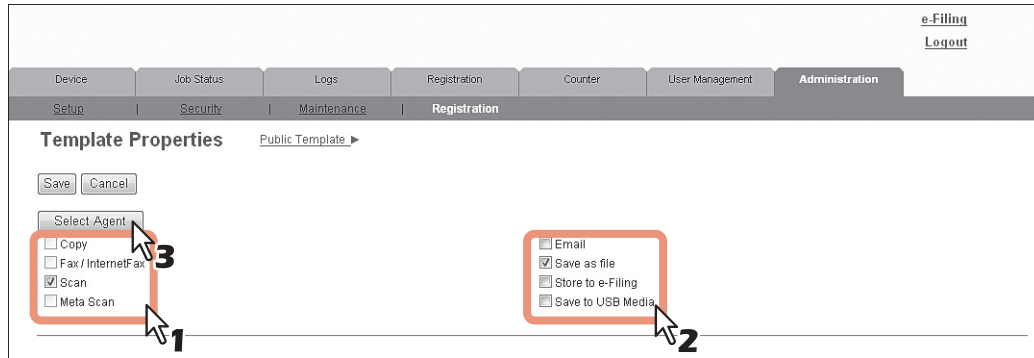 e-Filing
Logout
Device Job Status Logs Registration Counter User Management Administration
Setup | Security | Maintenance | Registration
Template Properties Public Template ▶
Save Cancel
Select Agent
3
Copy
Fax / InternetFax
Scan
Meta Scan
1
Email
Save as file
Store to e-Filing
Save to USB Media
2